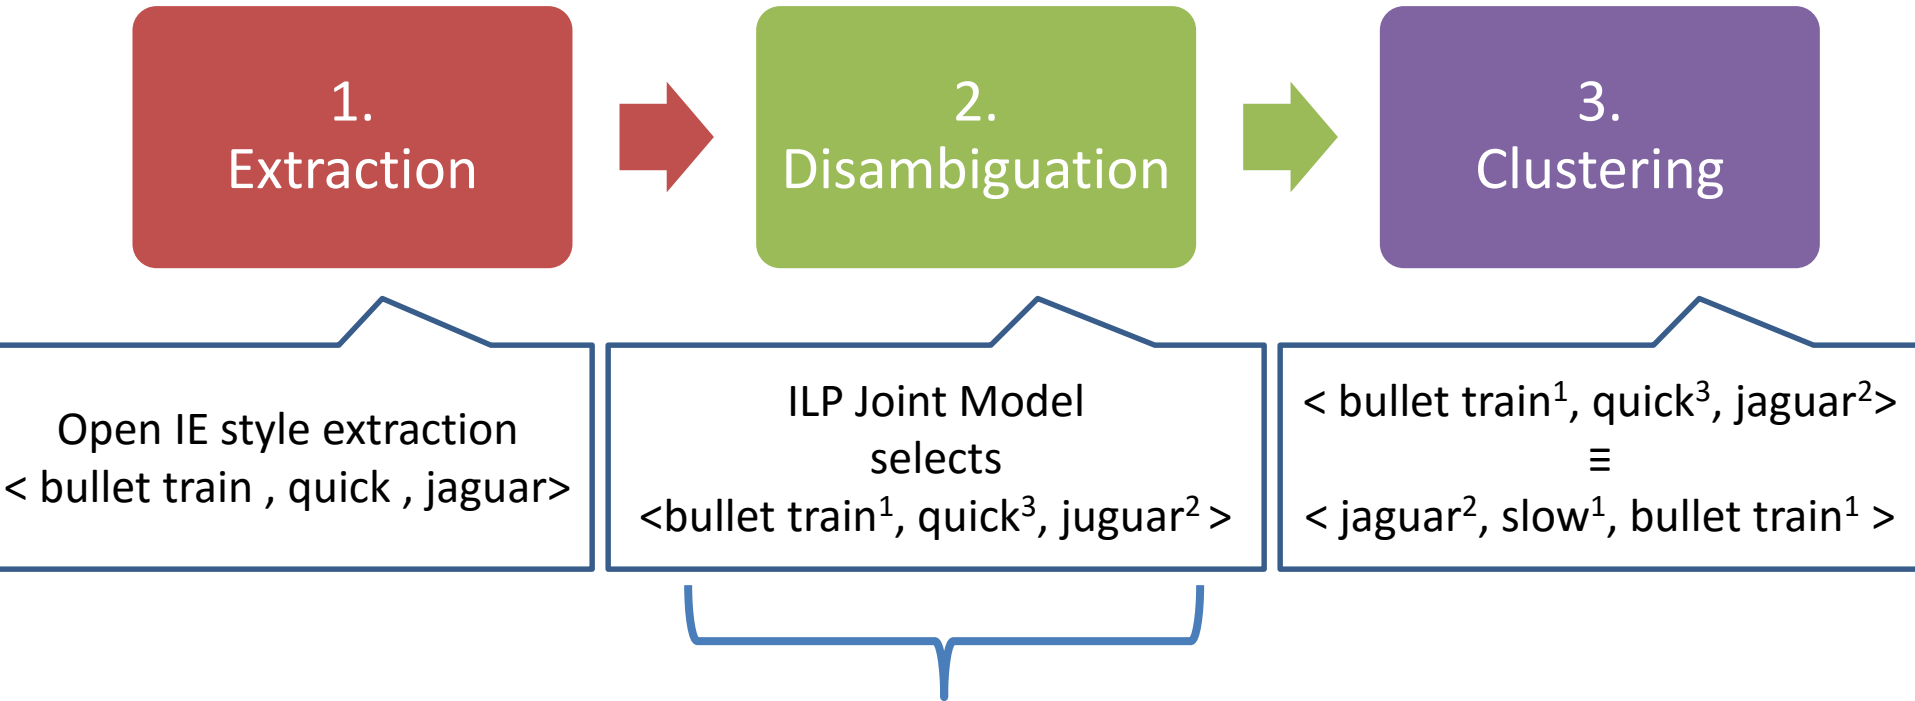 1.
Extraction
2.
Disambiguation
3.
Clustering
Open IE style extraction
< bullet train , quick , jaguar>
ILP Joint Model
selects
<bullet train¹, quick³, juguar² >
< bullet train¹, quick³, jaguar²>
≡
< jaguar², slow¹, bullet train¹ >